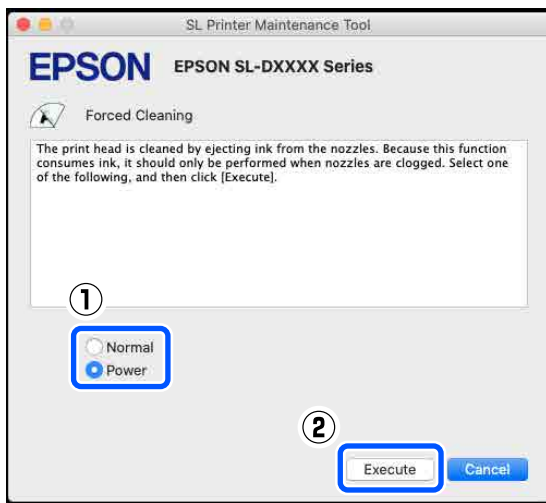 SL Printer Maintenance Tool
EPSON EPSON SL-DXXXX Series
Forced Cleaning
The print head is cleaned by ejecting ink from the nozzles. Because this function
consumes ink, it should only be performed when nozzles are clogged. Select one
of the following, and then click [Execute].
①
Normal
Power
②
Execute Cancel